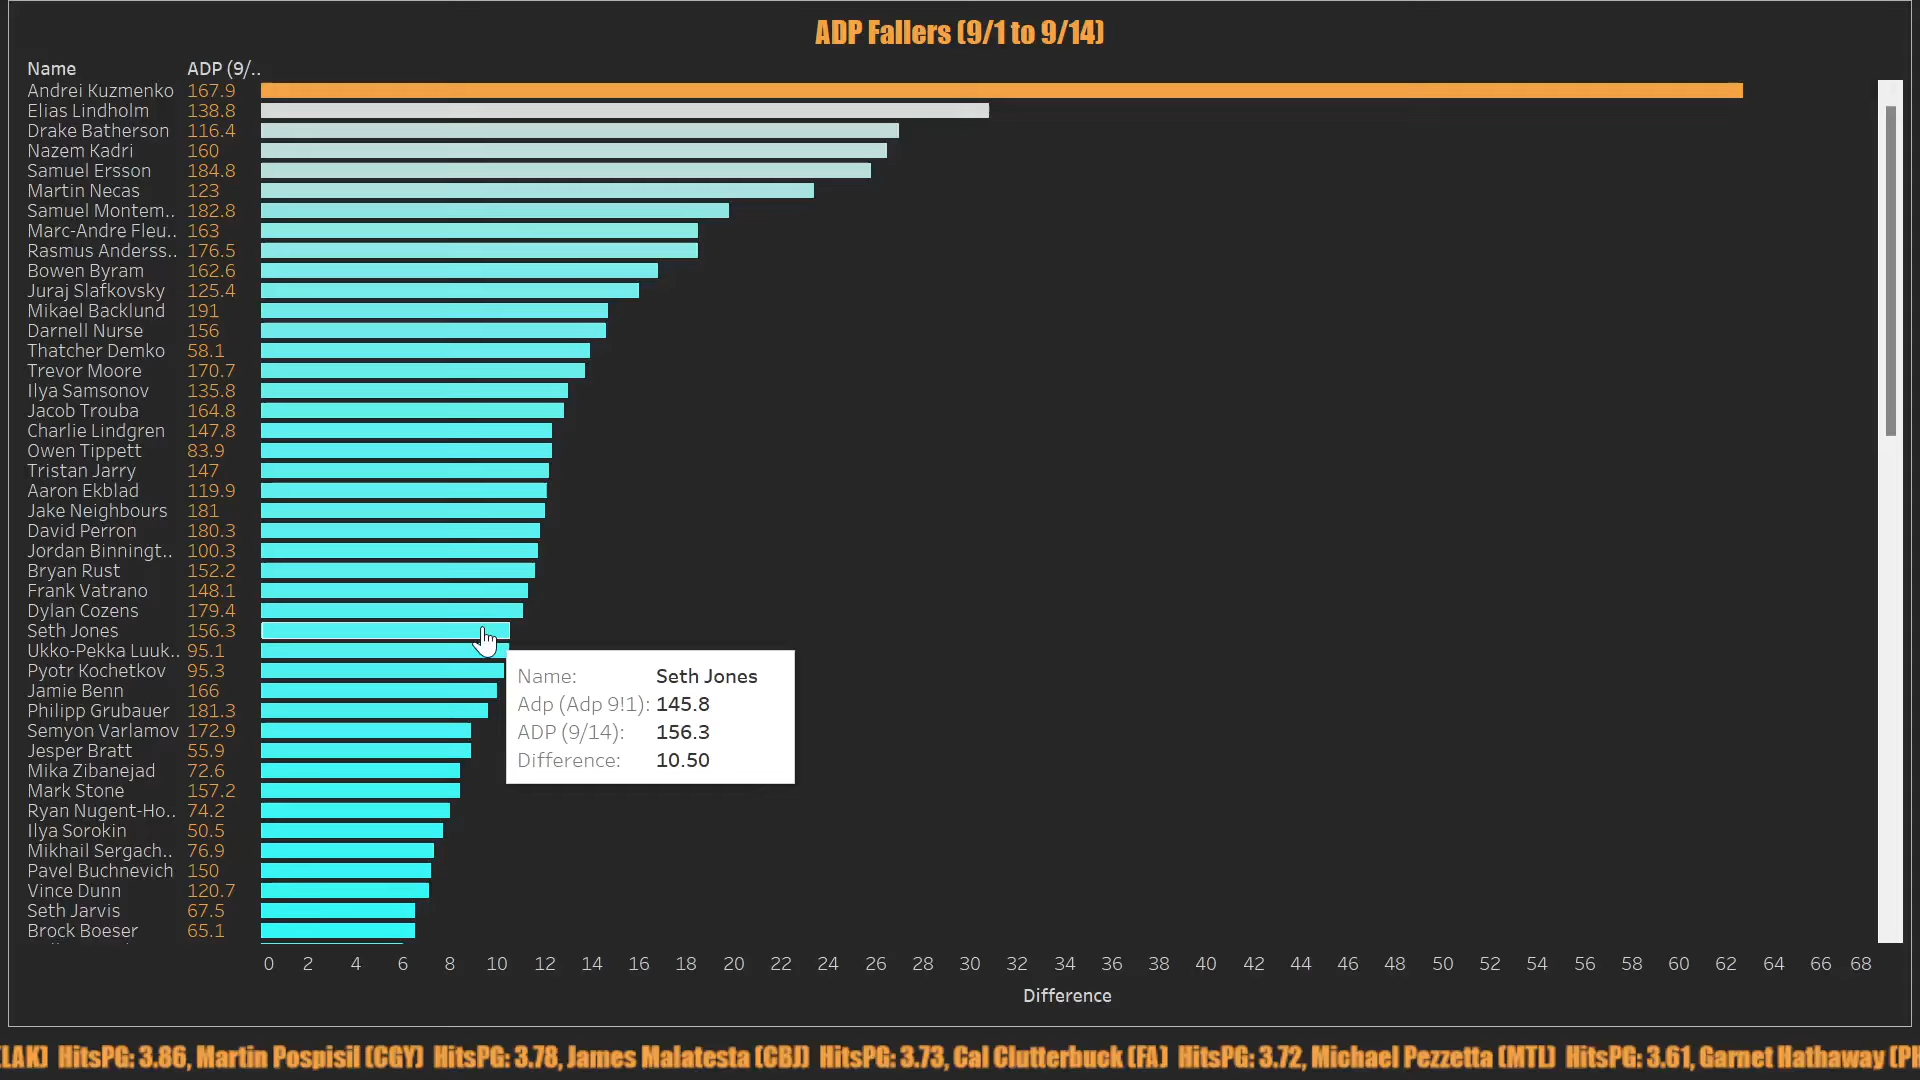 ADP Fallers (9/1 to 9/14)
Name ADP (9/..
Andrei Kuzmenko 167.9
Elias Lindholm 138.8
Drake Batherson 116.4
Nazem Kadri 160
Samuel Ersson 184.8
Martin Necas 123
Samuel Montem.. 182.8
Marc-Andre Fleu.. 163
Rasmus Anderss.. 176.5
Bowen Byram 162.6
Juraj Slafkovsky 125.4
Mikael Backlund 191
Darnell Nurse 156
Thatcher Demko 58.1
Trevor Moore 170.7
Ilya Samsonov 135.8
Jacob Trouba 164.8
Charlie Lindgren 147.8
Owen Tippett 83.9
Tristan Jarry 147
Aaron Ekblad 119.9
Jake Neighbours 181
David Perron 180.3
Jordan Binningt.. 100.3
Bryan Rust 152.2
Frank Vatrano 148.1
Dylan Cozens 179.4
Seth Jones 156.3
Ukko-Pekka Luuk.. 95.1
Pyotr Kochetkov 95.3
Jamie Benn 166
Philipp Grubauer 181.3
Semyon Varlamov 172.9
Jesper Bratt 55.9
Mika Zibanejad 72.6
Mark Stone 157.2
Ryan Nugent-Ho.. 74.2
Ilya Sorokin 50.5
Mikhail Sergach.. 76.9
Pavel Buchnevich 150
Vince Dunn 120.7
Seth Jarvis 67.5
Brock Boeser 65.1
Name: Seth Jones
Adp (Adp 9!1): 145.8
ADP (9/14): 156.3
Difference: 10.50
0 2 4 6 8 10 12 14 16 18 20 22 24 26 28 30 32 34 36 38 40 42 44 46 48 50 52 54 56 58 60 62 64 66 68
Difference
(LAK) HitsPG: 3.86, Martin Pospisil (CGY) HitsPG: 3.78, James Malatesta (CBJ) HitsPG: 3.73, Cal Clutterbuck (FA) HitsPG: 3.72, Michael Pezzetta (MTL) HitsPG: 3.61, Garnet Hathaway (PH